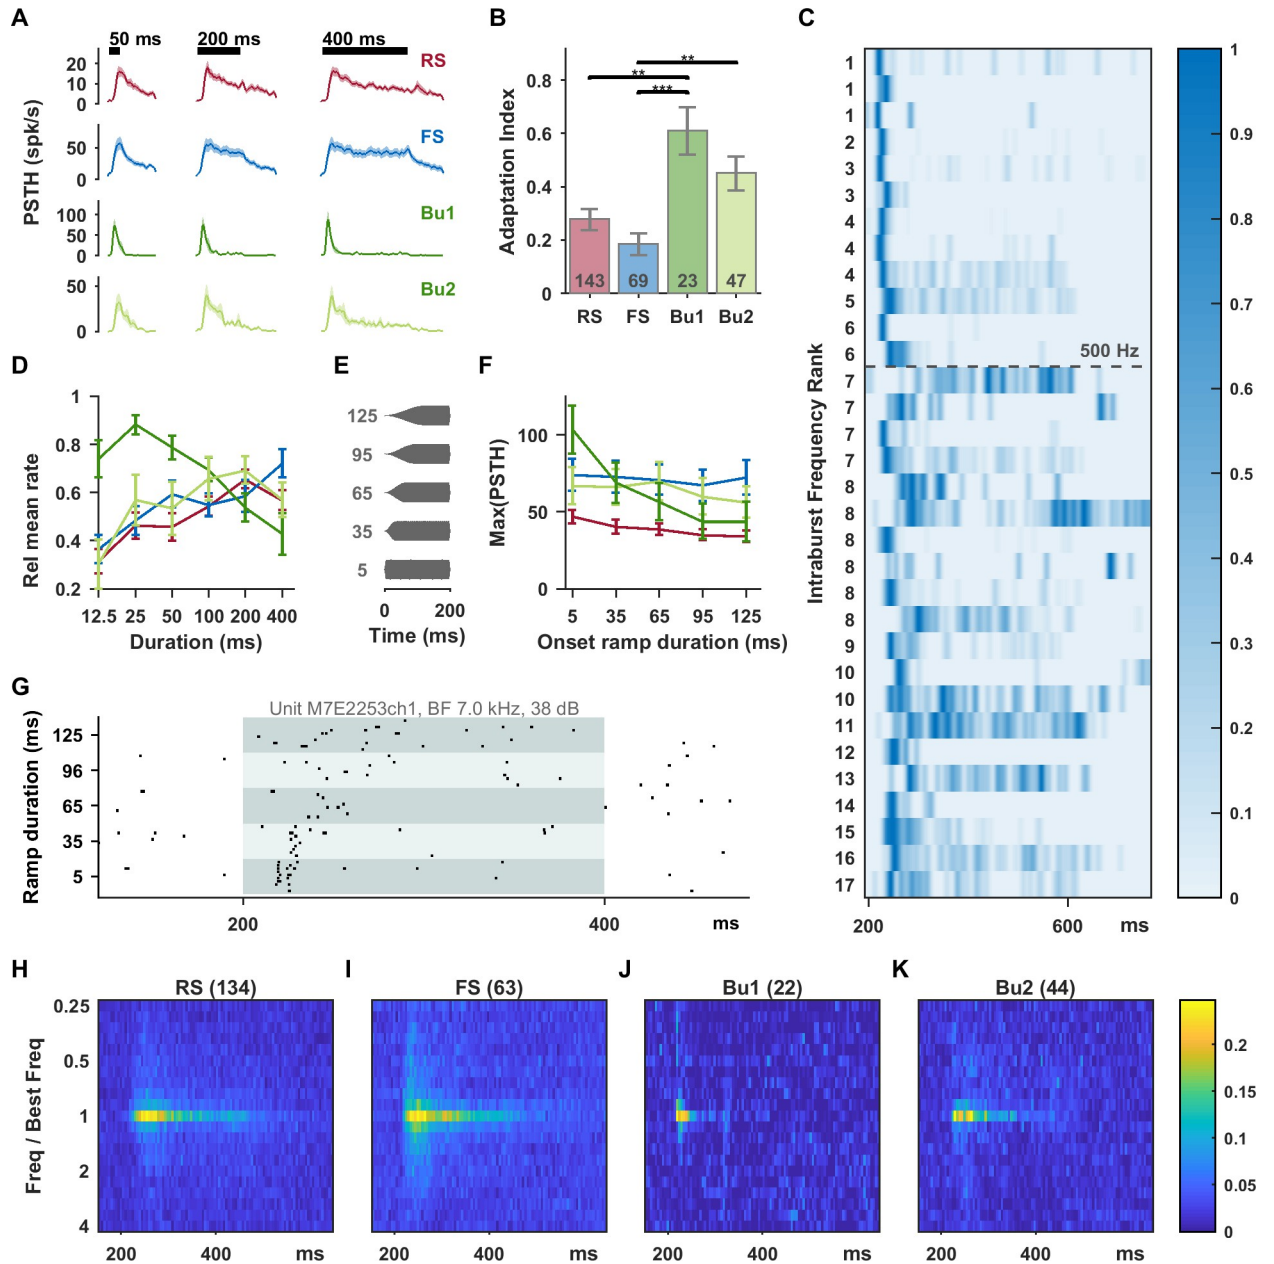 A
50 ms
200 ms
400 ms
RS
20
10
0
FS
50
0
Bu1
100
50
0
Bu2
50
0
PSTH (spk/s)
B
**
**
***
0.8
0.6
0.4
0.2
0
Adaptation Index
143
69
23
47
RS
FS
Bu1
Bu2
C
1
1
1
2
3
3
4
4
4
5
6
6
500 Hz
7
7
7
7
8
8
8
8
8
8
9
10
10
11
12
13
14
15
16
17
Intraburst Frequency Rank
200
600
ms
1
0.9
0.8
0.7
0.6
0.5
0.4
0.3
0.2
0.1
0
D
1
0.8
0.6
0.4
0.2
Rel mean rate
12.5
25
50
100
200
400
Duration (ms)
E
125
95
65
35
5
0
200
Time (ms)
F
100
50
0
Max(PSTH)
5
35
65
95
125
Onset ramp duration (ms)
G
Unit M7E2253ch1, BF 7.0 kHz, 38 dB
125
96
65
35
5
Ramp duration (ms)
200
400
ms
H
RS (134)
0.25
0.5
1
2
4
Freq / Best Freq
200
400
ms
I
FS (63)
200
400
ms
J
Bu1 (22)
200
400
ms
K
Bu2 (44)
200
400
ms
0.2
0.15
0.1
0.05
0